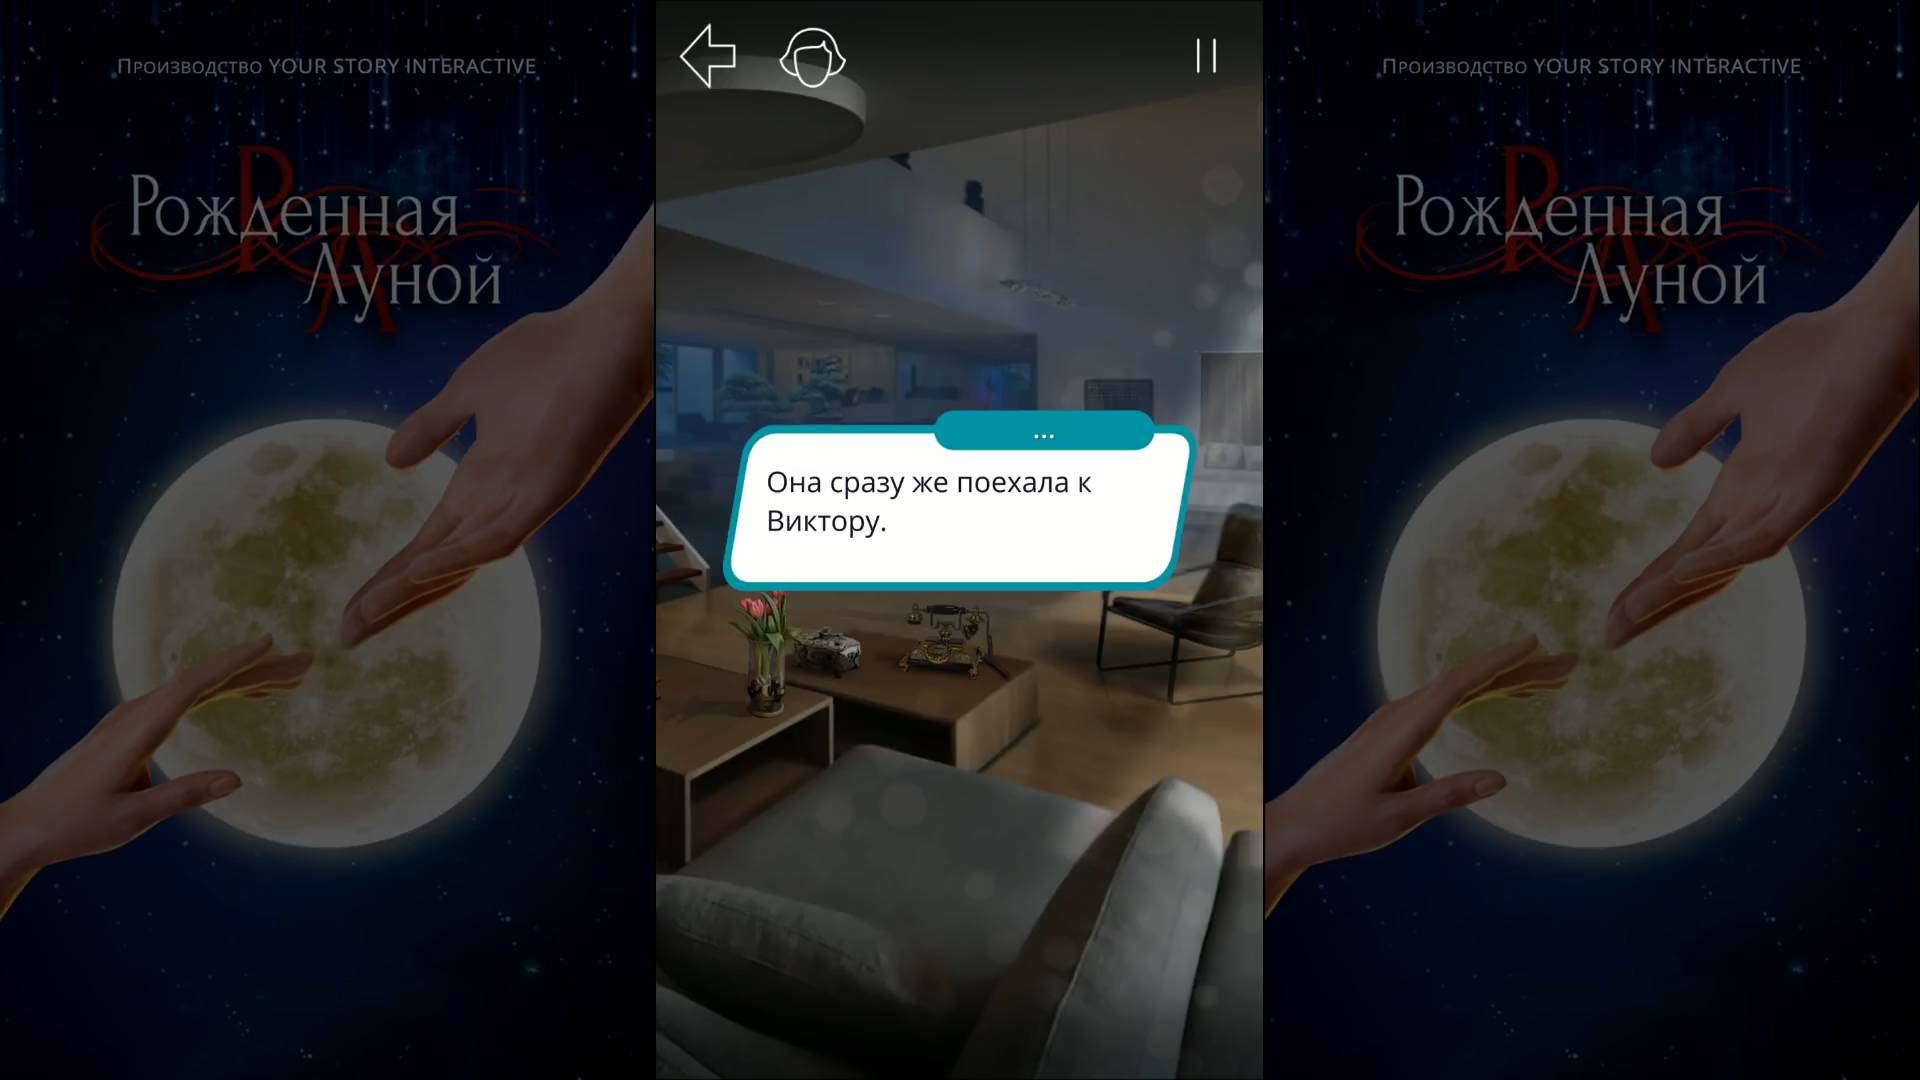 Производство YOUR STORY INTERACTIVE
Рожденная
Луной
...
Она сразу же поехала к
Виктору.
Производство YOUR STORY INTERACTIVE
Рожденная
Луной